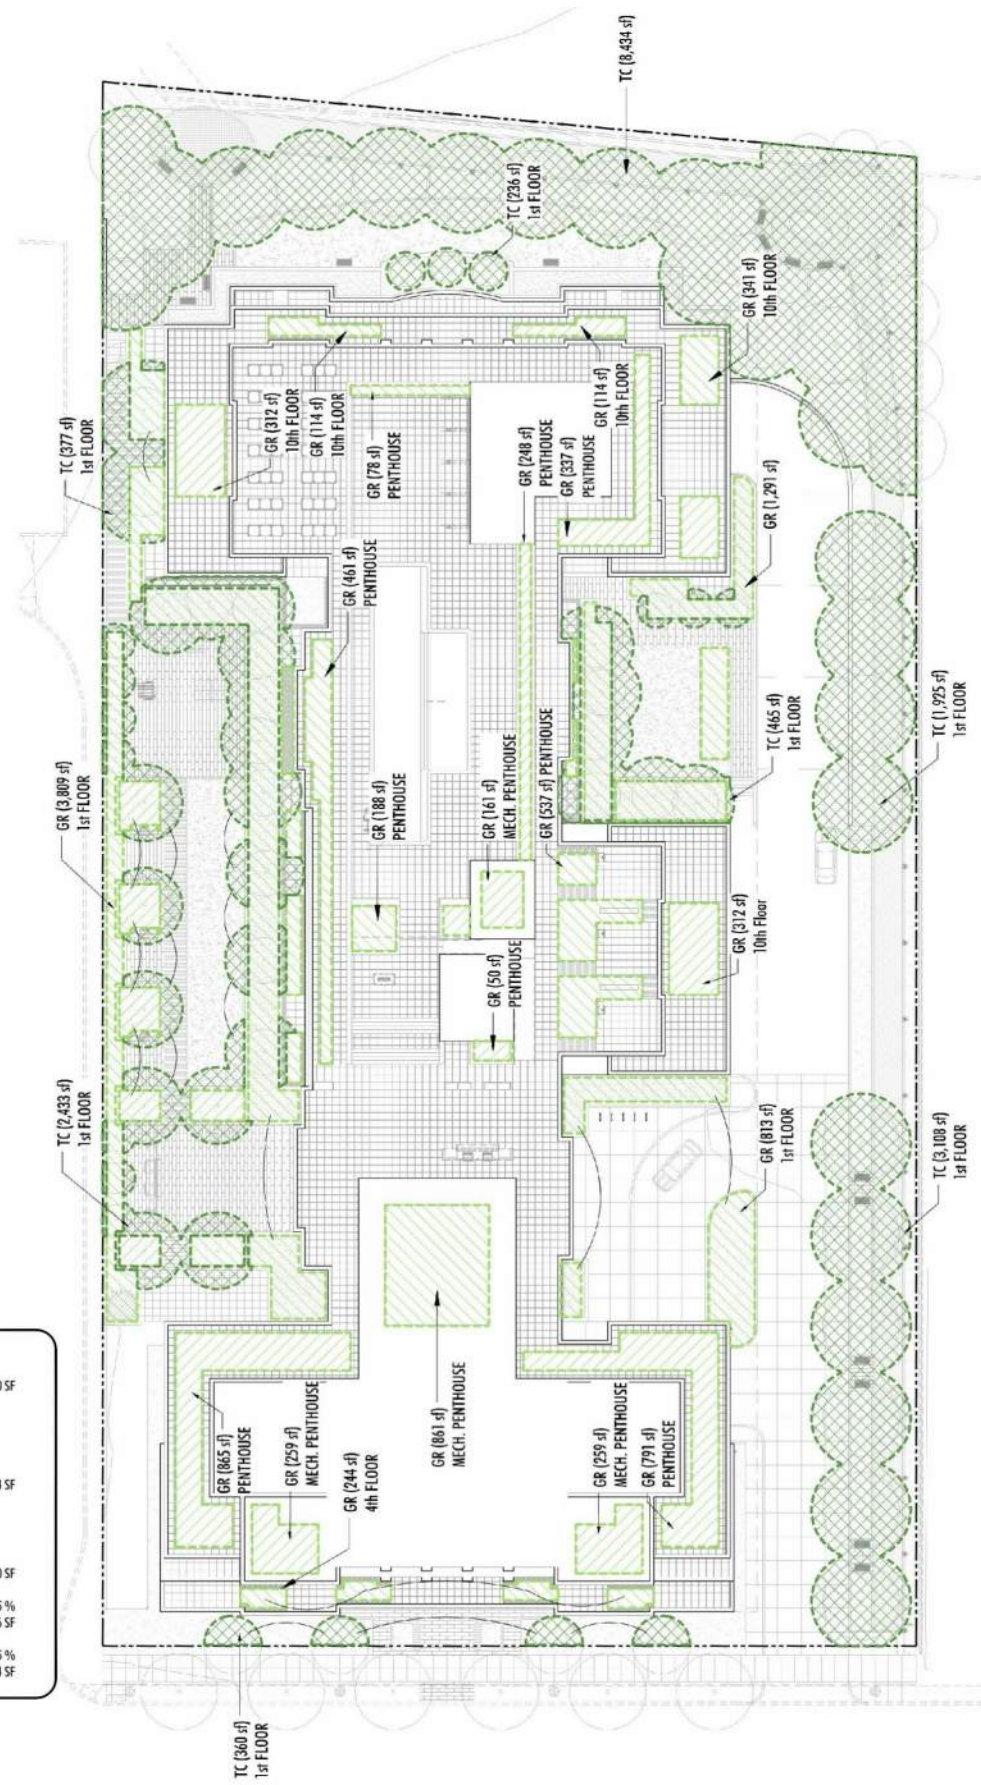 TC (8,434 sf)
TC (236 sf)
1st FLOOR
GR (341 sf)
10th FLOOR
TC (377 sf)
1st FLOOR
GR (312 sf)
10th FLOOR
GR (114 sf)
10th FLOOR
GR (78 sf)
PENTHOUSE
GR (114 sf)
10th FLOOR
GR (248 sf)
PENTHOUSE
GR (337 sf)
PENTHOUSE
GR (1,291 sf)
GR (461 sf)
PENTHOUSE
GR (3,809 sf)
1st FLOOR
GR (188 sf)
PENTHOUSE
GR (161 sf)
MECH. PENTHOUSE
GR (537 sf) PENTHOUSE
TC (465 sf)
1st FLOOR
TC (1,925 sf)
1st FLOOR
GR (50 sf)
PENTHOUSE
GR (312 sf)
10th Floor
TC (2,433 sf)
1st FLOOR
GR (813 sf)
1st FLOOR
TC (3,108 sf)
1st FLOOR
GR (861 sf)
MECH. PENTHOUSE
GR (865 sf)
PENTHOUSE
GR (259 sf)
MECH. PENTHOUSE
GR (244 sf)
4th FLOOR
GR (259 sf)
MECH. PENTHOUSE
GR (791 sf)
PENTHOUSE
TC (360 sf)
1st FLOOR
SF
SF
SF
%
SF
%
SF